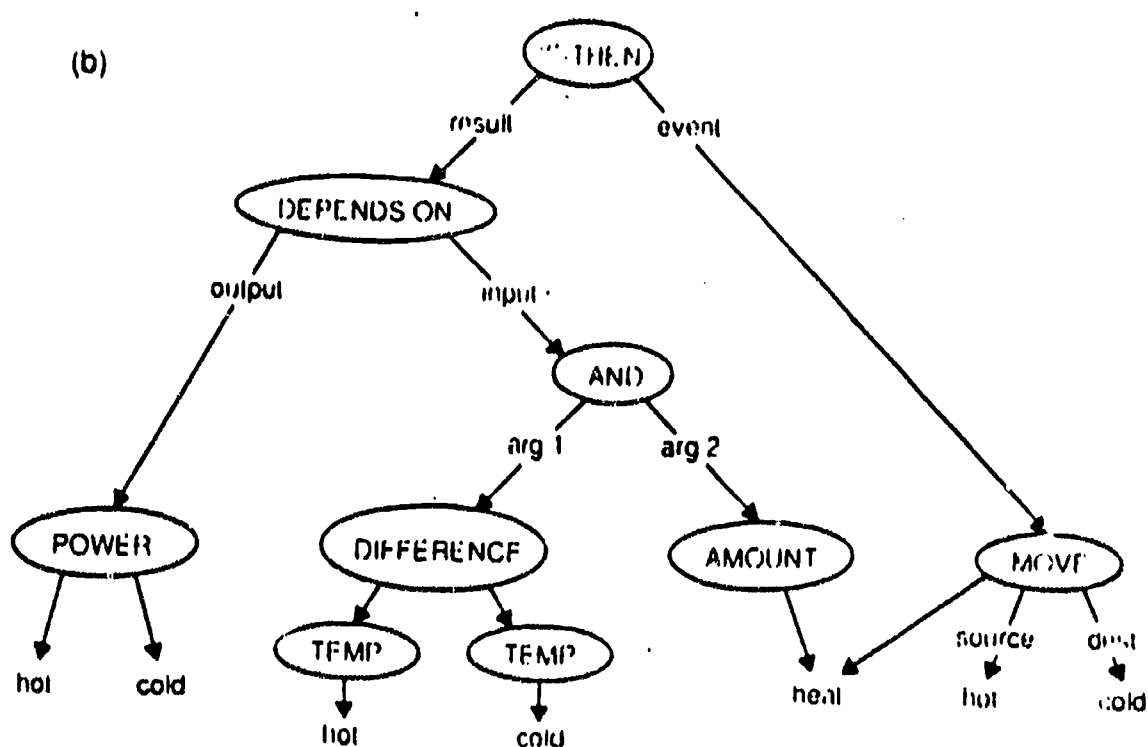 (b)
THEN
result
event
DEPENDS ON
output
input
AND
arg 1
arg 2
POWER
DIFFERENCE
AMOUNT
MOVE
TEMP
TEMP
source
dest
hot
cold
heat
hot
cold
hot
cold